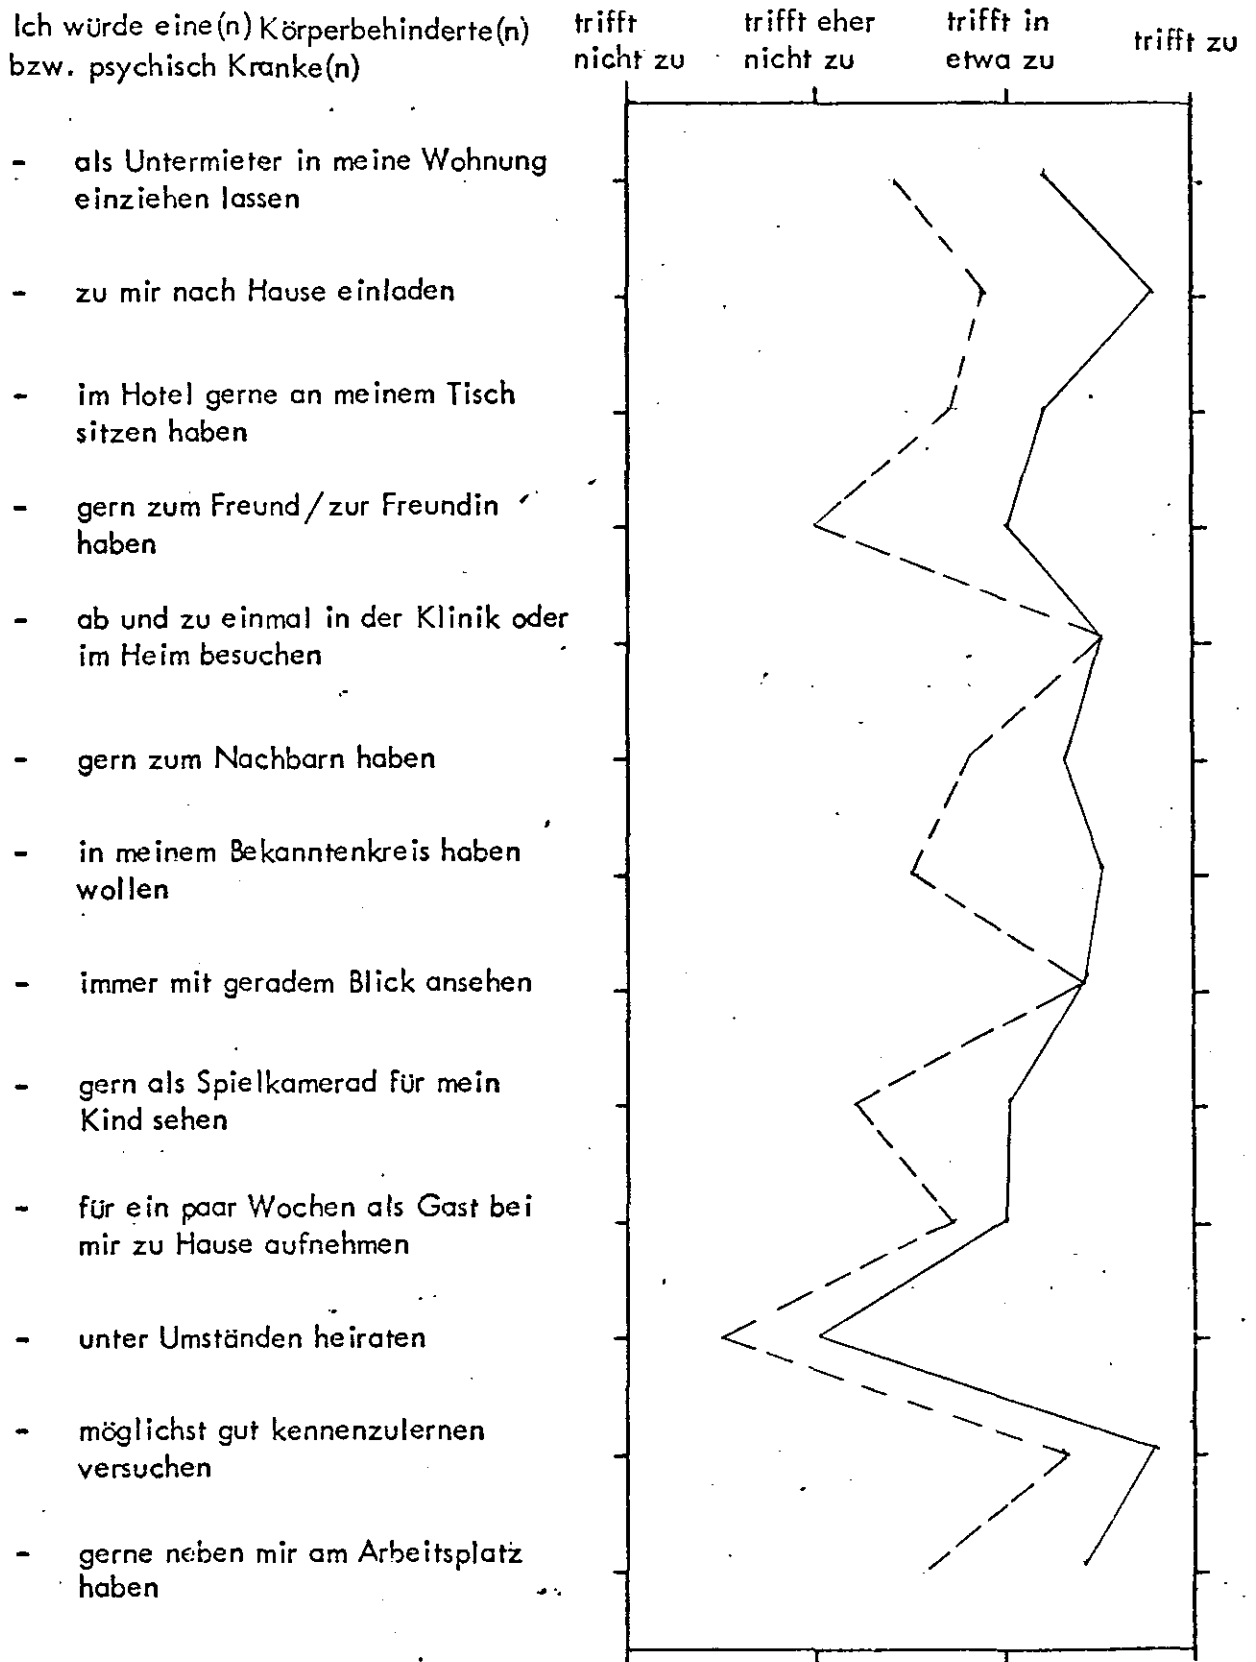 Ich würde eine(n) Körperbehinderte(n)
bzw. psychisch Kranke(n)
trifft
nicht zu
trifft eher
nicht zu
trifft in
etwa zu
trifft zu
- als Untermieter in meine Wohnung
einziehen lassen
- zu mir nach Hause einladen
- im Hotel gerne an meinem Tisch
sitzen haben
- gern zum Freund/zur Freundin
haben
- ab und zu einmal in der Klinik oder
im Heim besuchen
- gern zum Nachbarn haben
- in meinem Bekanntenkreis haben
wollen
- immer mit geradem Blick ansehen
- gern als Spielkamerad für mein
Kind sehen
- für ein paar Wochen als Gast bei
mir zu Hause aufnehmen
- unter Umständen heiraten
- möglichst gut kennenzulernen
versuchen
- gerne neben mir am Arbeitsplatz
haben